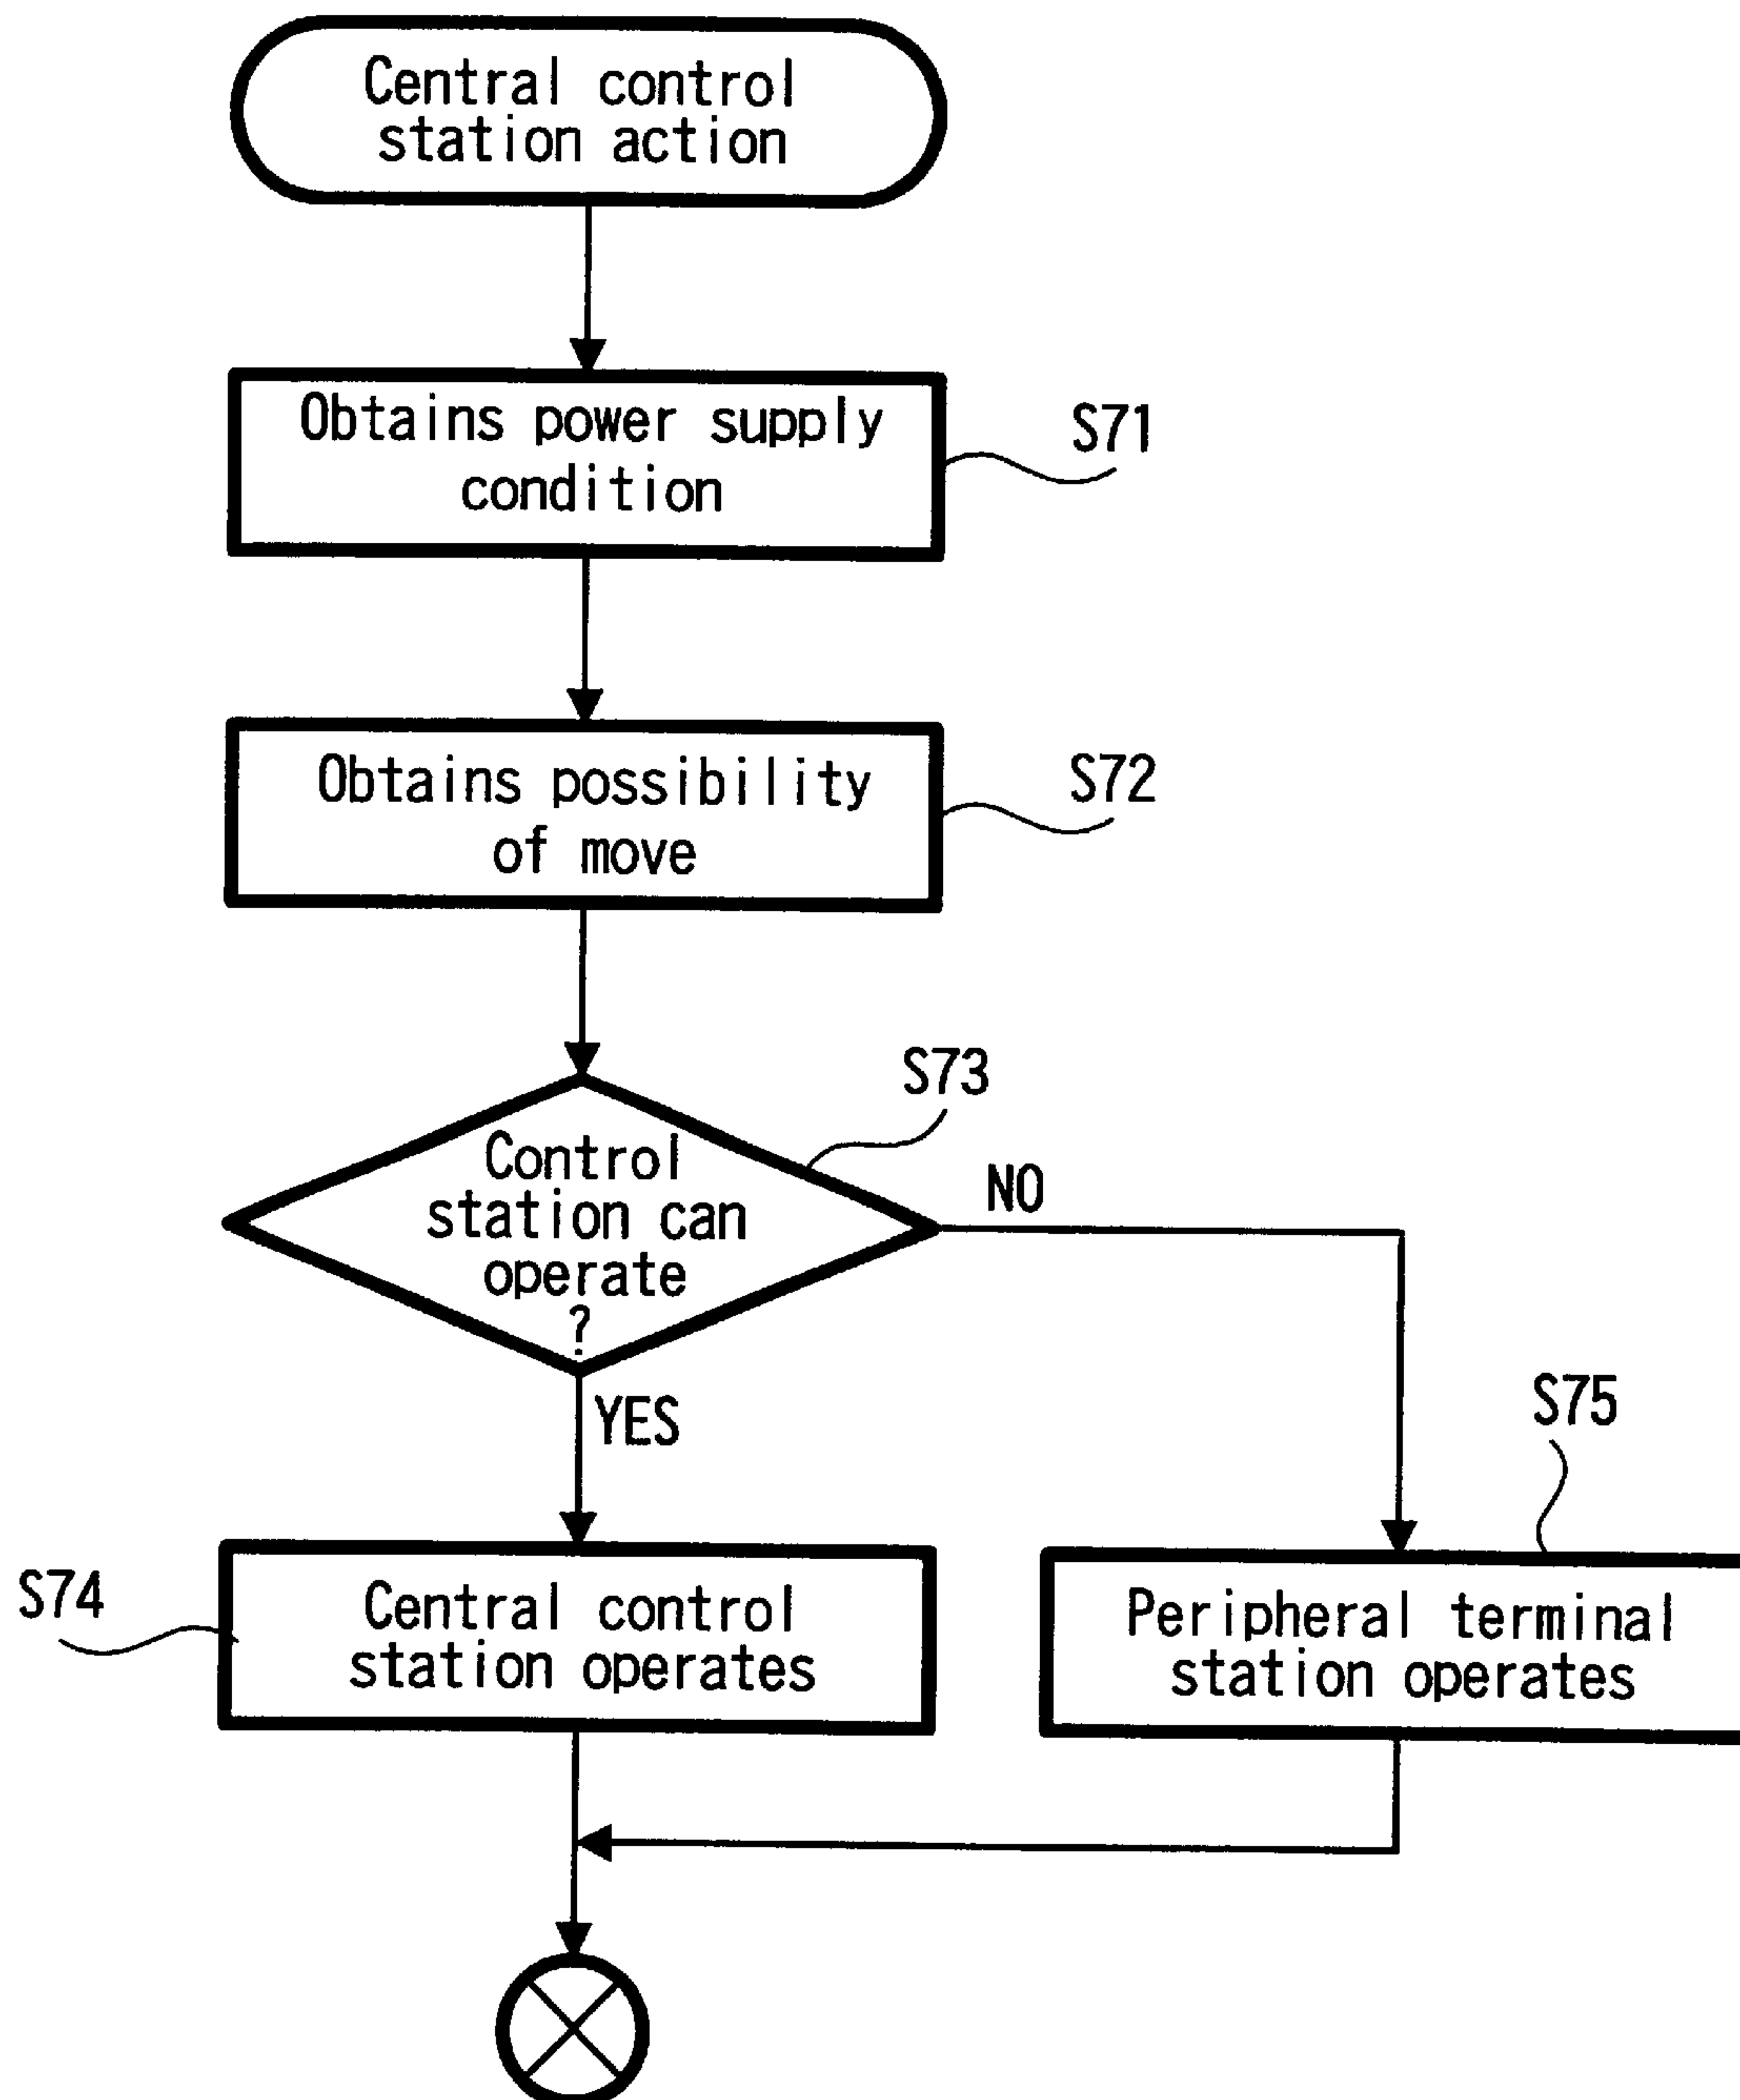 Central control
station action
Obtains power supply
condition
S71
Obtains possibility
of move
S72
S73
Control
station can
operate
?
NO
YES
S75
S74
Central control
station operates
Peripheral terminal
station operates